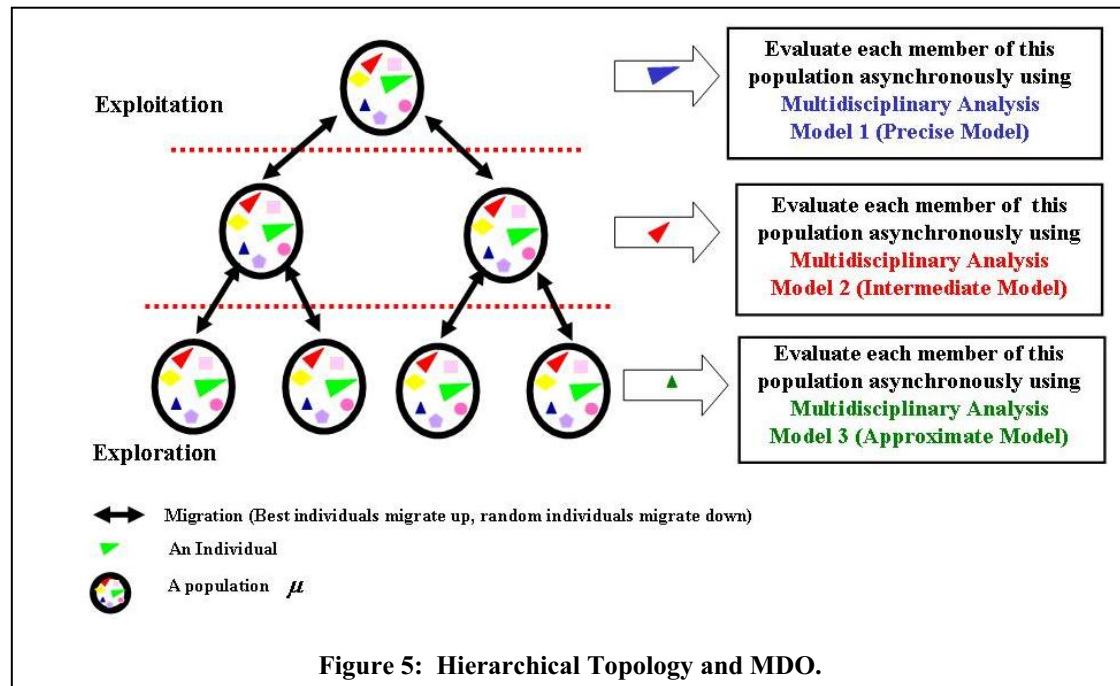 Exploitation
Evaluate each member of this
population asynchronously using
Multidisciplinary Analysis
Model 1 (Precise Model)
Evaluate each member of this
population asynchronously using
Multidisciplinary Analysis
Model 2 (Intermediate Model)
Evaluate each member of this
population asynchronously using
Multidisciplinary Analysis
Model 3 (Approximate Model)
Exploration
Migration (Best individuals migrate up, random individuals migrate down)
An Individual
A population μ
Figure 5: Hierarchical Topology and MDO.